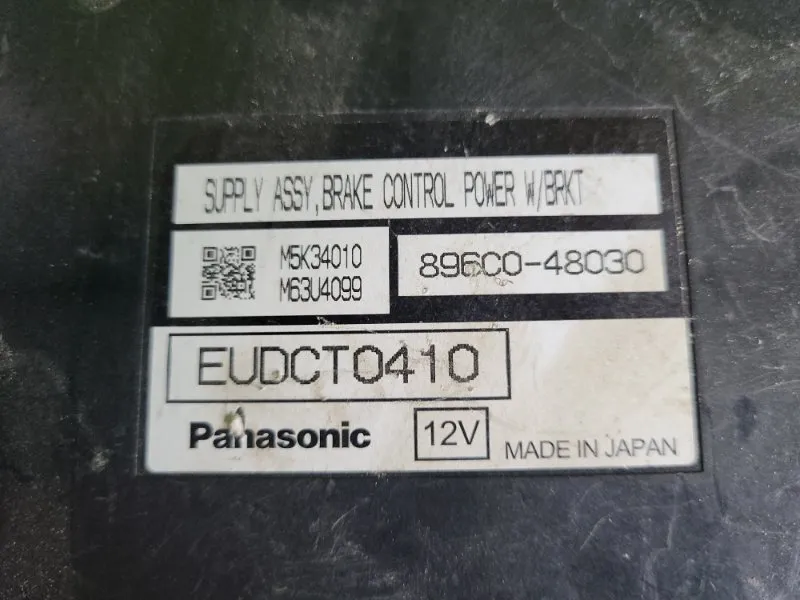 SUPPLY ASSY, BRAKE CONTROL POWER W/BRKT
M5K34010
M63U4099
896C0-48030
EUDCT0410
Panasonic
12V
MADE IN JAPAN